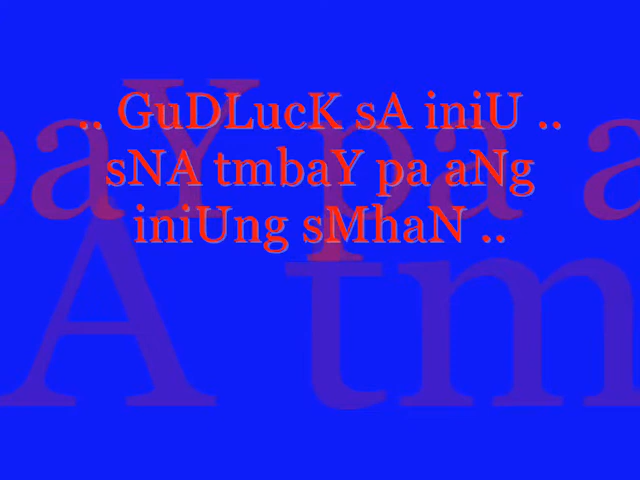 .. GuDLucK sA iniU ..
sNA tmbaY pa aNg
iniUng sMhaN ..